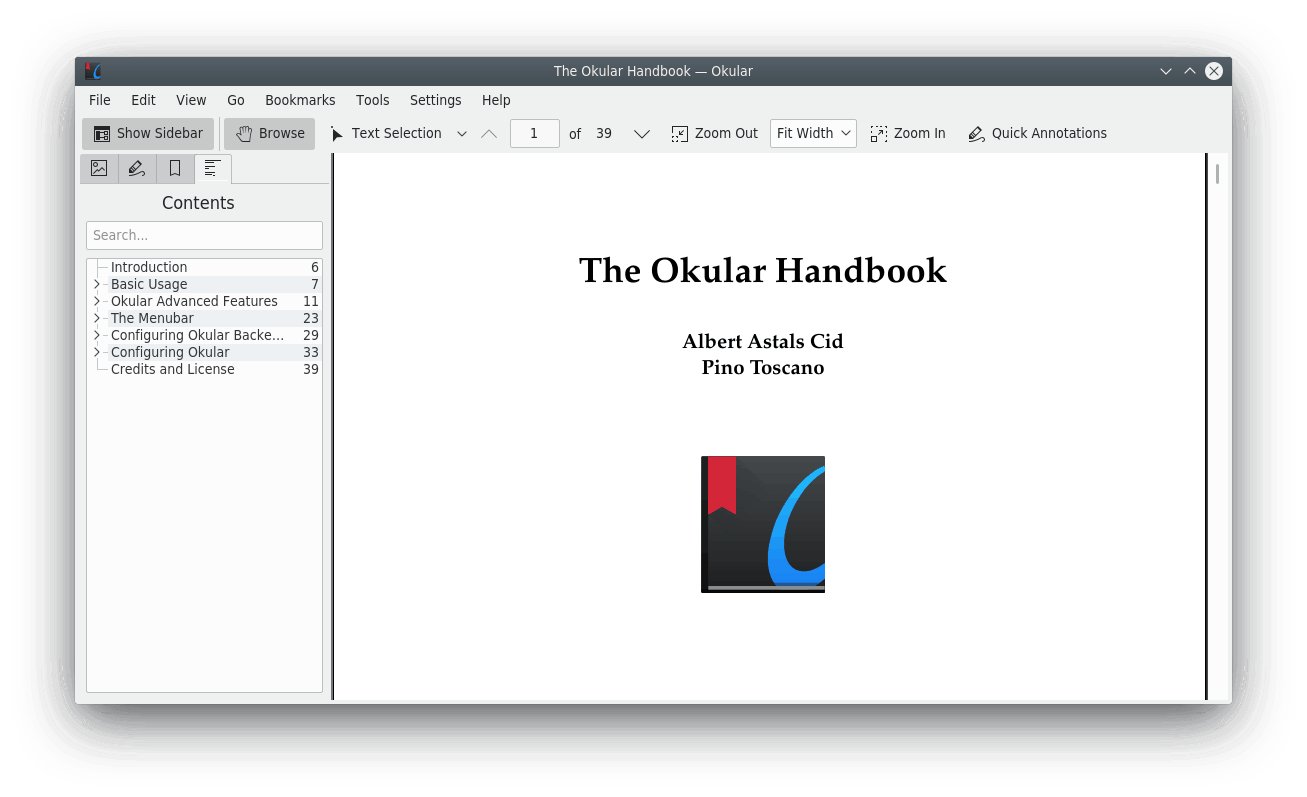 The Okular Handbook — Okular
File Edit View Go Bookmarks Tools Settings Help
Show Sidebar Browse Text Selection 1 of 39 Zoom Out Fit Width Zoom In Quick Annotations
Contents
Search...
Introduction 6
Basic Usage 7
Okular Advanced Features 11
The Menubar 23
Configuring Okular Backe... 29
Configuring Okular 33
Credits and License 39
The Okular Handbook
Albert Astals Cid
Pino Toscano